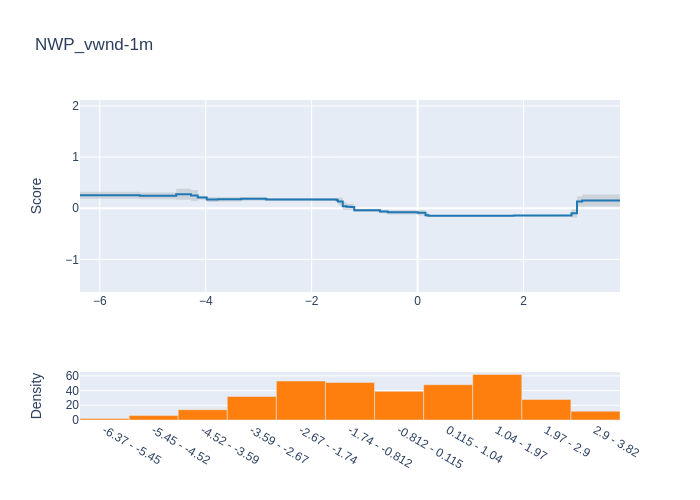 NWP_vwnd-1m
Score
2
1
0
−1
−6
−4
−2
0
2
Density
60
40
20
0
-6.37 - -5.45
-5.45 - -4.52
-4.52 - -3.59
-3.59 - -2.67
-2.67 - -1.74
-1.74 - -0.812
-0.812 - 0.115
0.115 - 1.04
1.04 - 1.97
1.97 - 2.9
2.9 - 3.82